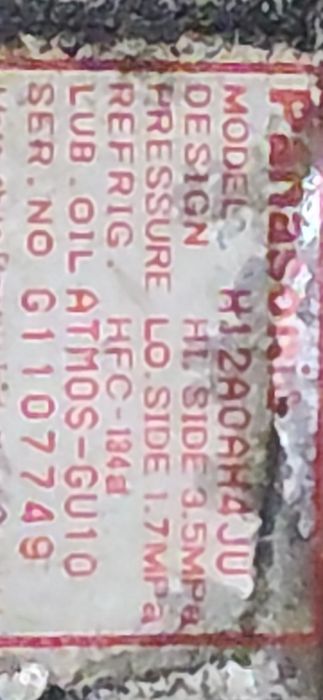 Panasonic
MODEL H12A0AH4JU
DESIGN HI.SIDE 3.5MPa
PRESSURE LO.SIDE 1.7MPa
REFRIG. HFC-134a
LUB.OIL ATMOS-GU10
SER.NO G1107749